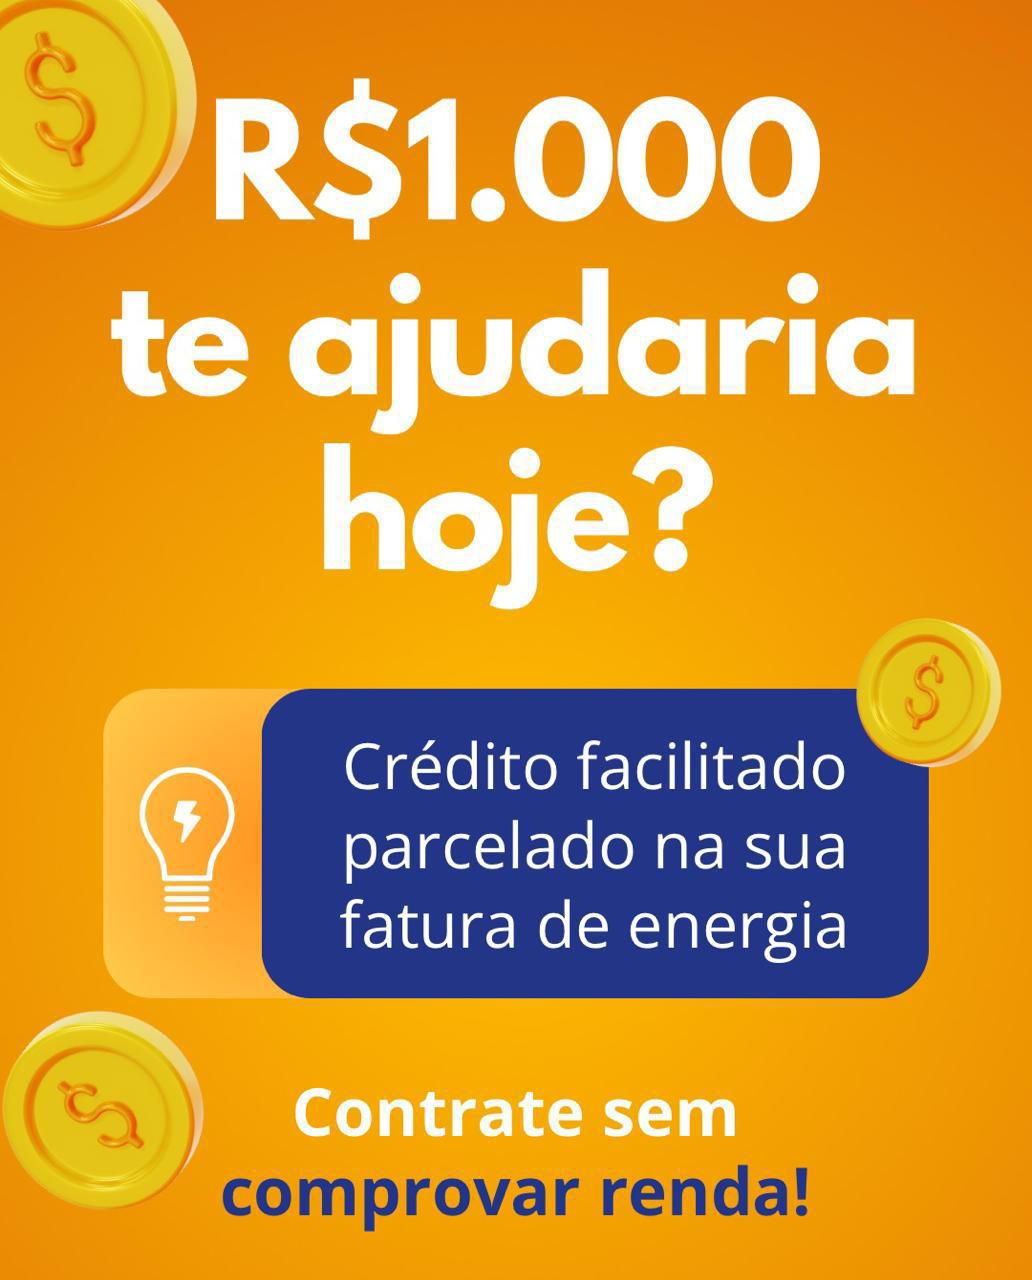 R$1.000
te ajudaria
hoje?
Crédito facilitado
parcelado na sua
fatura de energia
Contrate sem
comprovar renda!